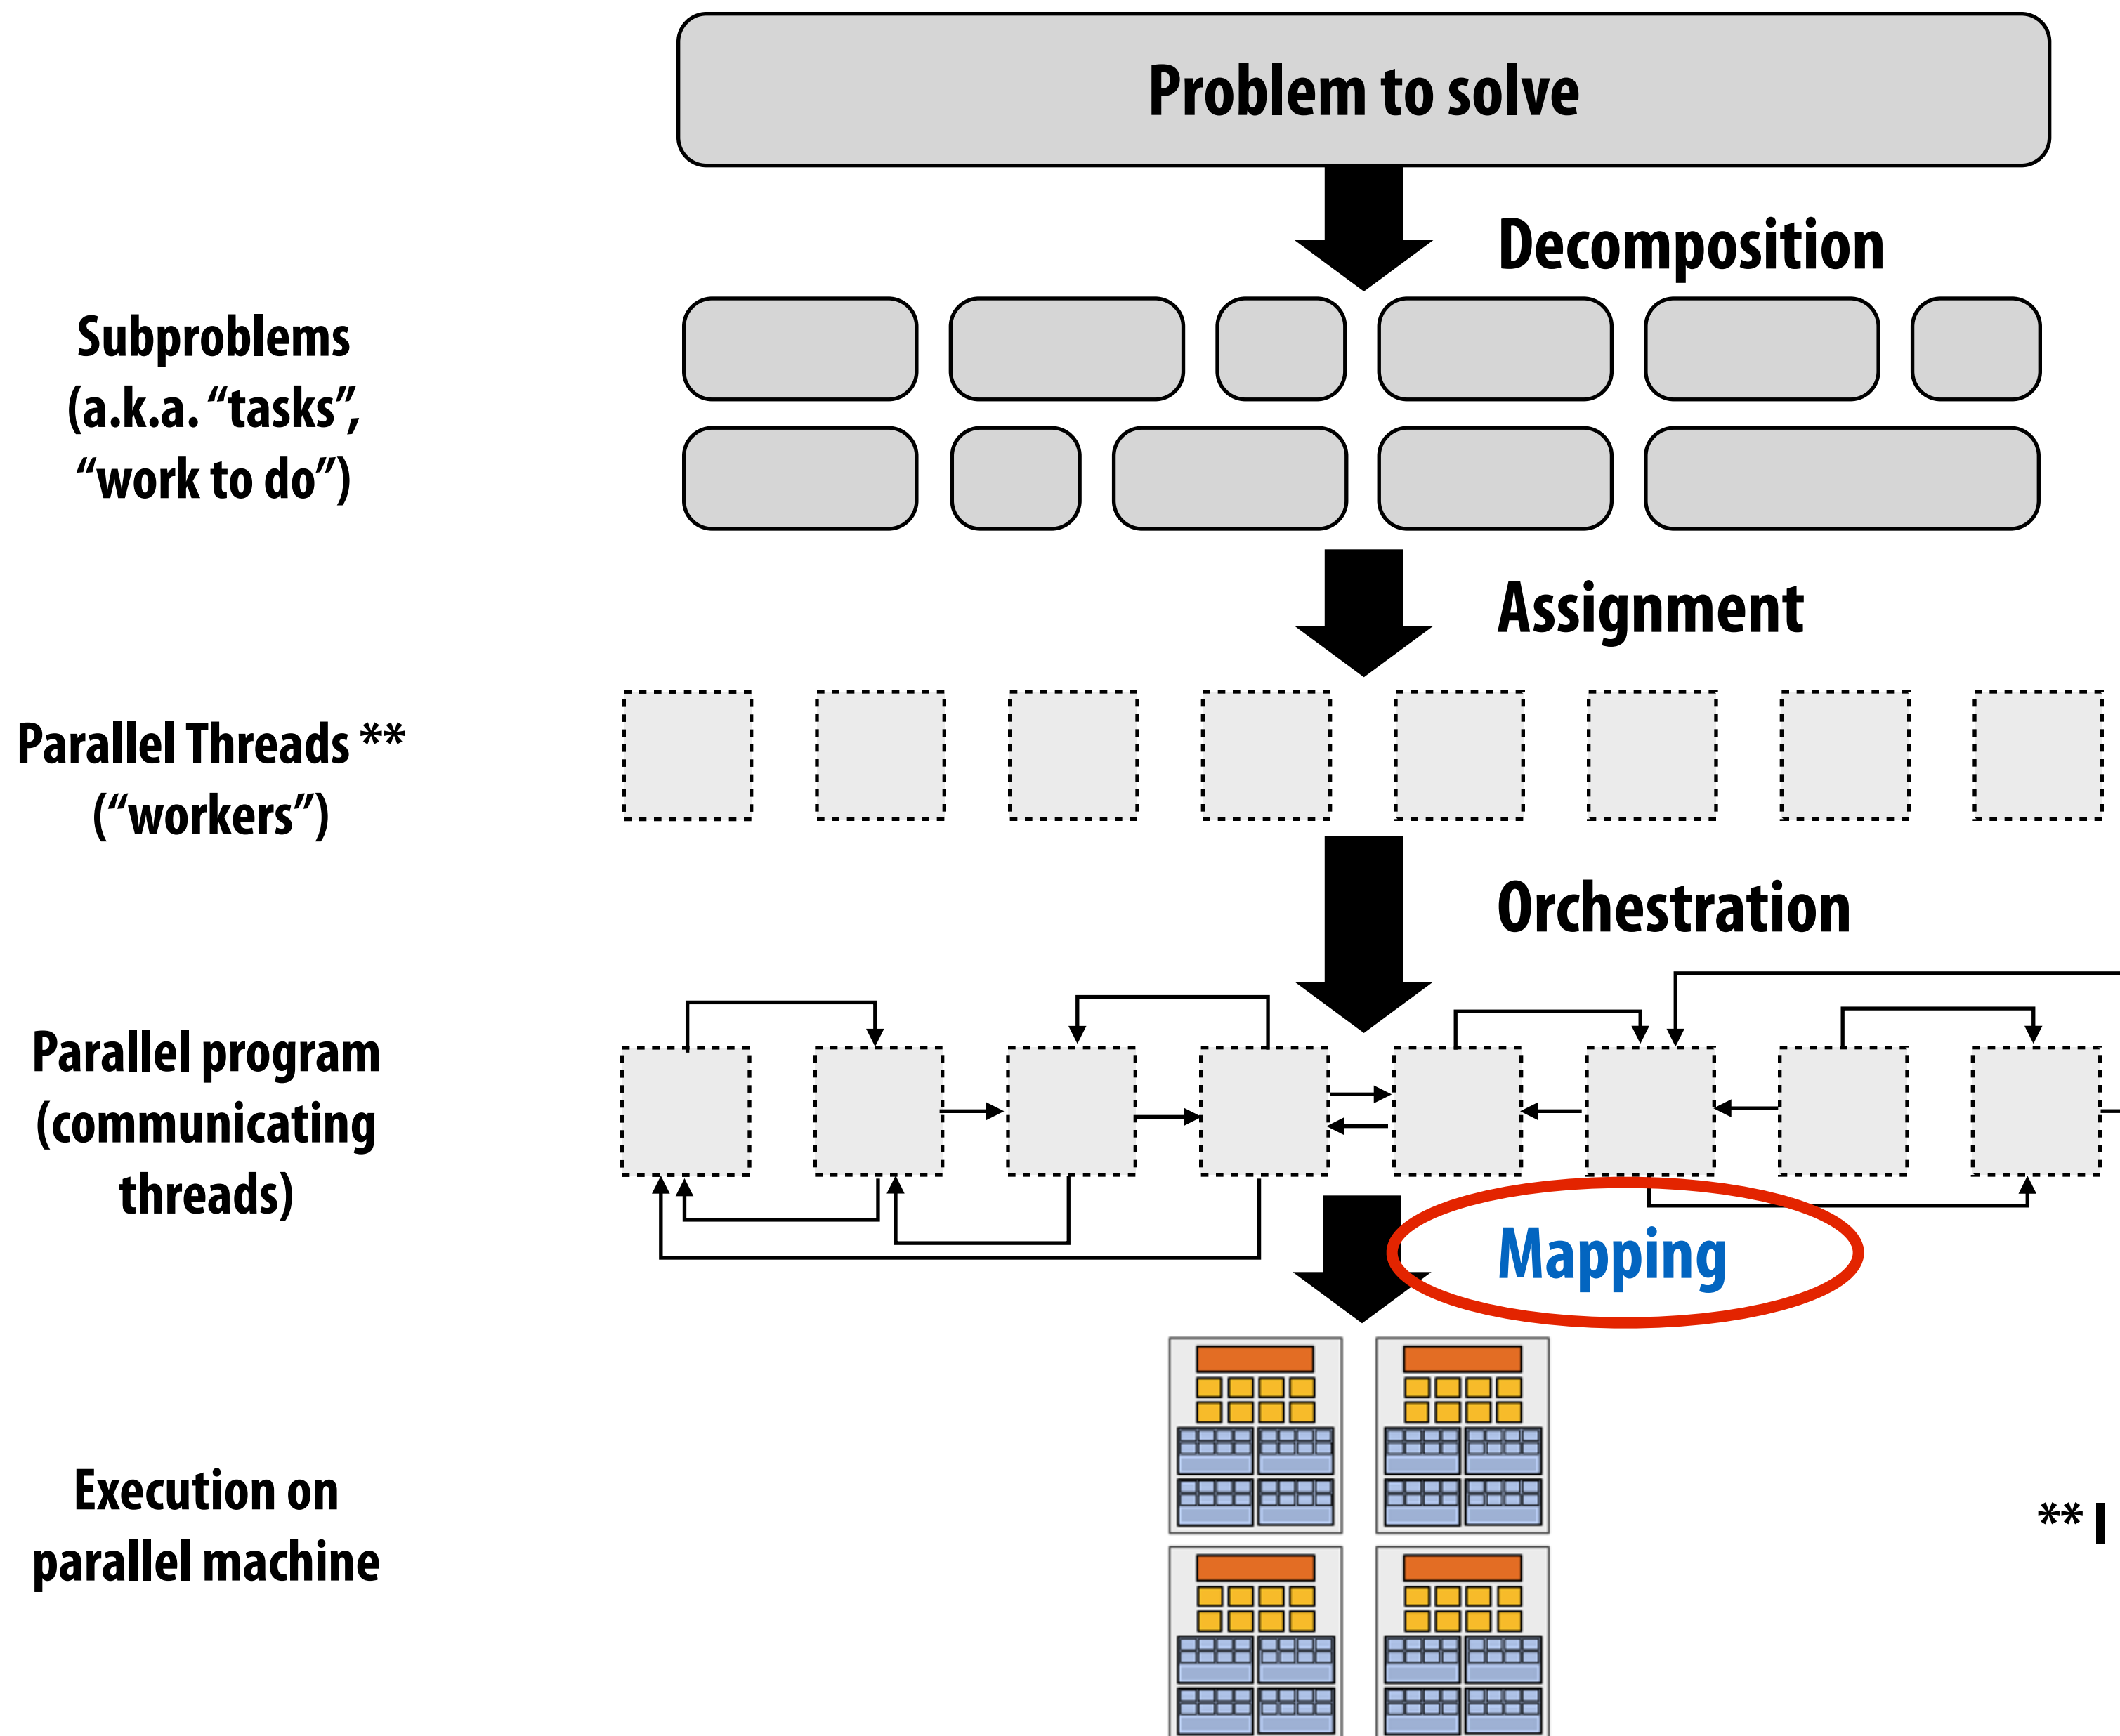 Problem to solve
Decomposition
Subproblems
(a.k.a. “tasks”,
“work to do”)
Assignment
Parallel Threads **
(“workers”)
Orchestration
Parallel program
(communicating
threads)
Mapping
Execution on
parallel machine
** I